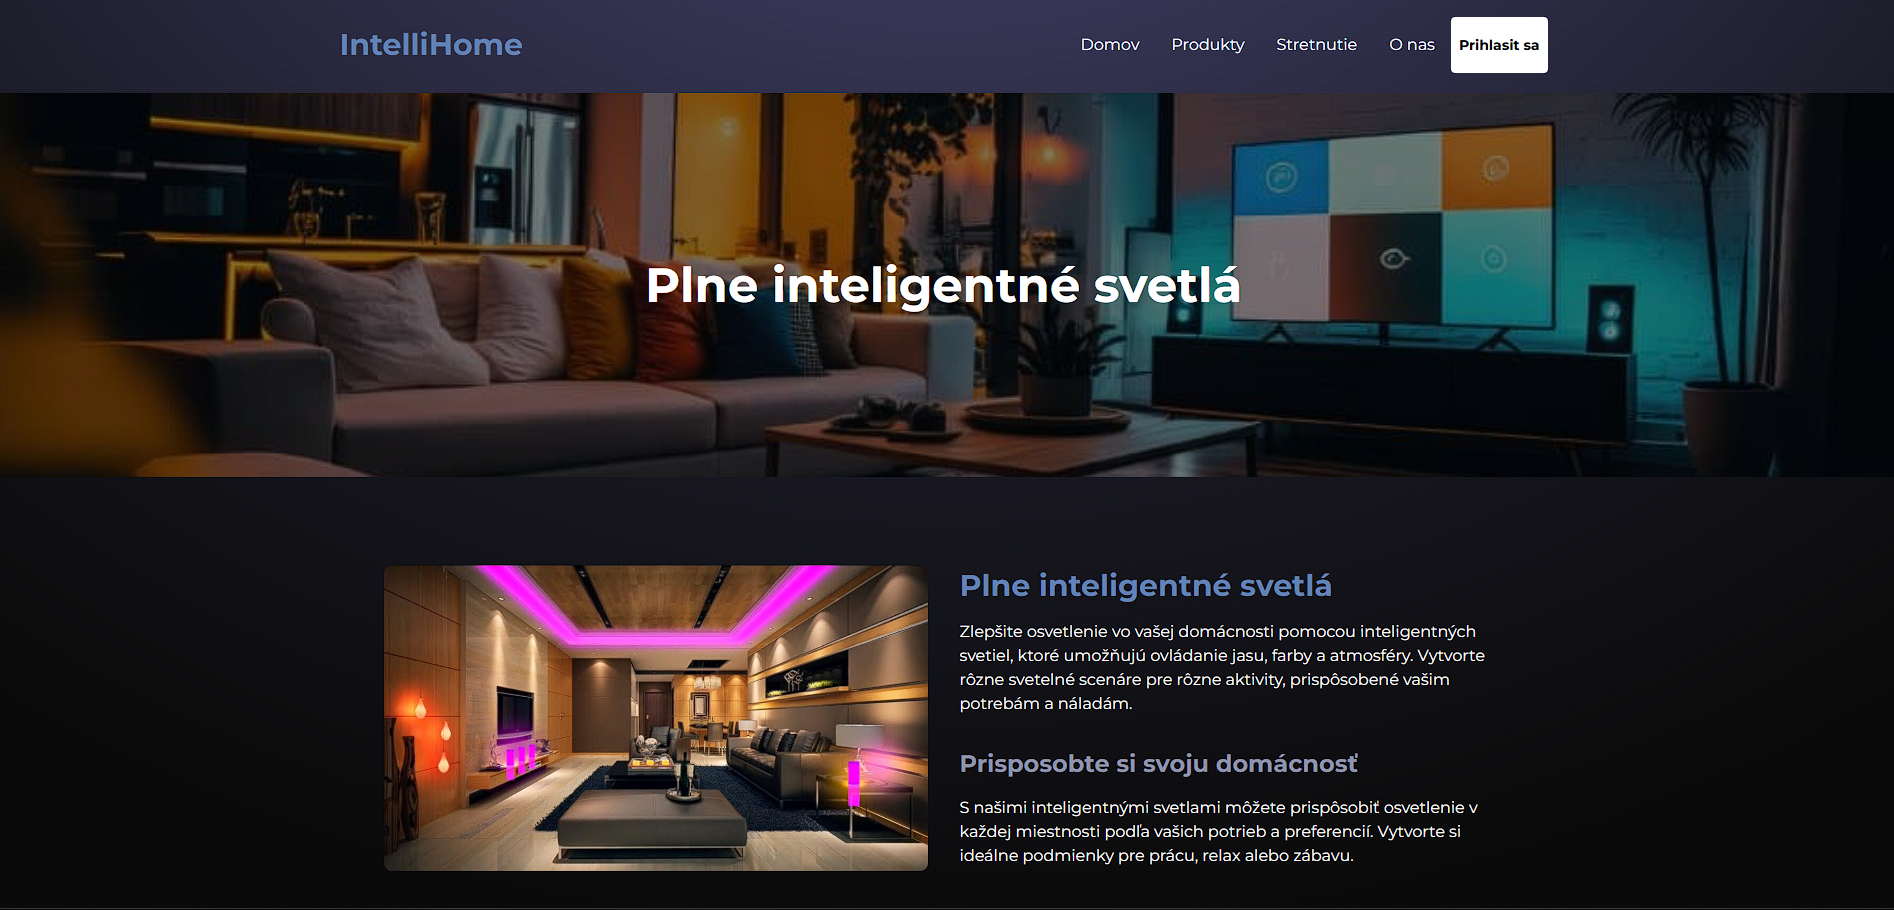 IntelliHome
Domov Produkty Stretnutie O nas Prihlasit sa
Plne inteligentné svetlá
Plne inteligentné svetlá
Zlepšite osvetlenie vo vašej domácnosti pomocou inteligentných
svetiel, ktoré umožňujú ovládanie jasu, farby a atmosféry. Vytvorte
rôzne svetelné scenáre pre rôzne aktivity, prispôsobené vašim
potrebám a náladám.
Prisposobte si svoju domácnosť
S našimi inteligentnými svetlami môžete prispôsobiť osvetlenie v
každej miestnosti podľa vašich potrieb a preferencií. Vytvorte si
ideálne podmienky pre prácu, relax alebo zábavu.